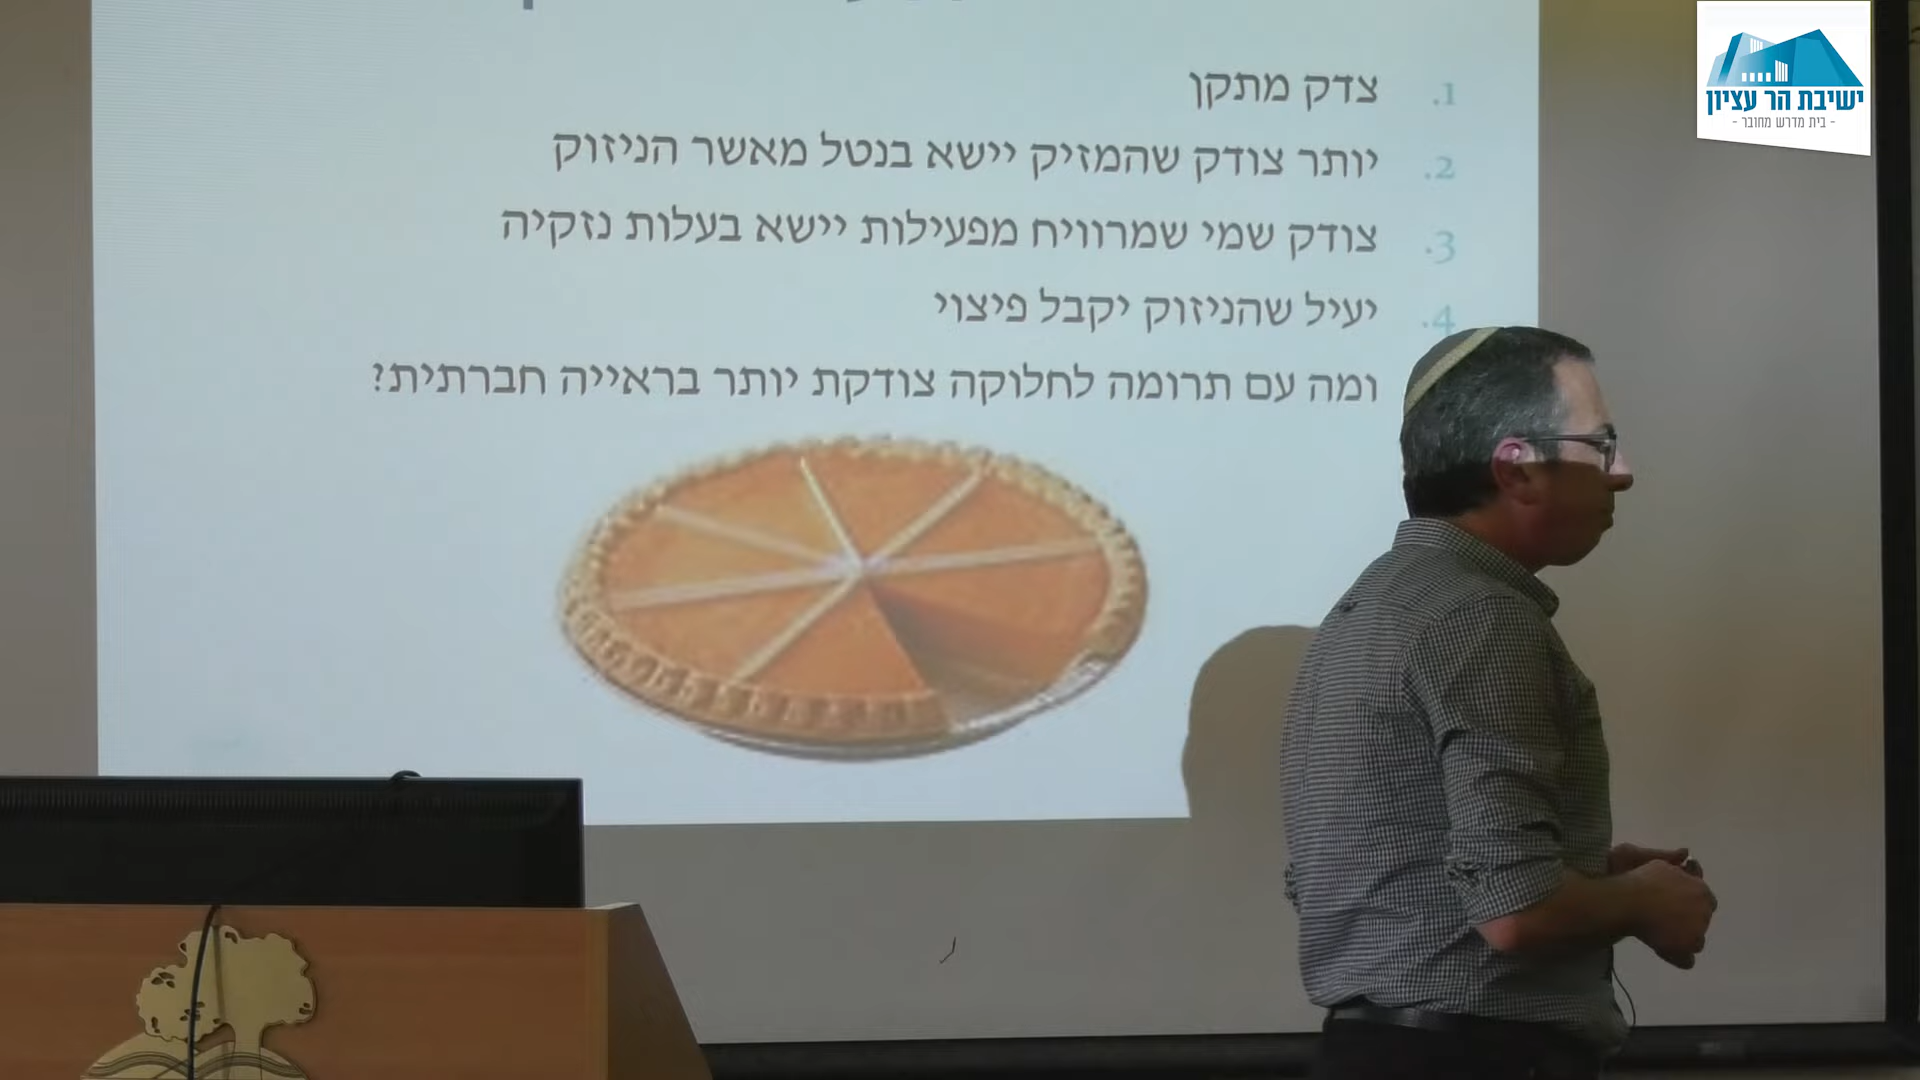 1. צדק מתקן
2. יותר צודק שהמזיק יישא בנטל מאשר הניזוק
3. צודק שמי שמרוויח מפעילות יישא בעלות נזקיה
4. יעיל שהניזוק יקבל פיצוי
ומה עם תרומה לחלוקה צודקת יותר בראייה חברתית?
ישיבת הר עציון
- בית מדרש מחובר -